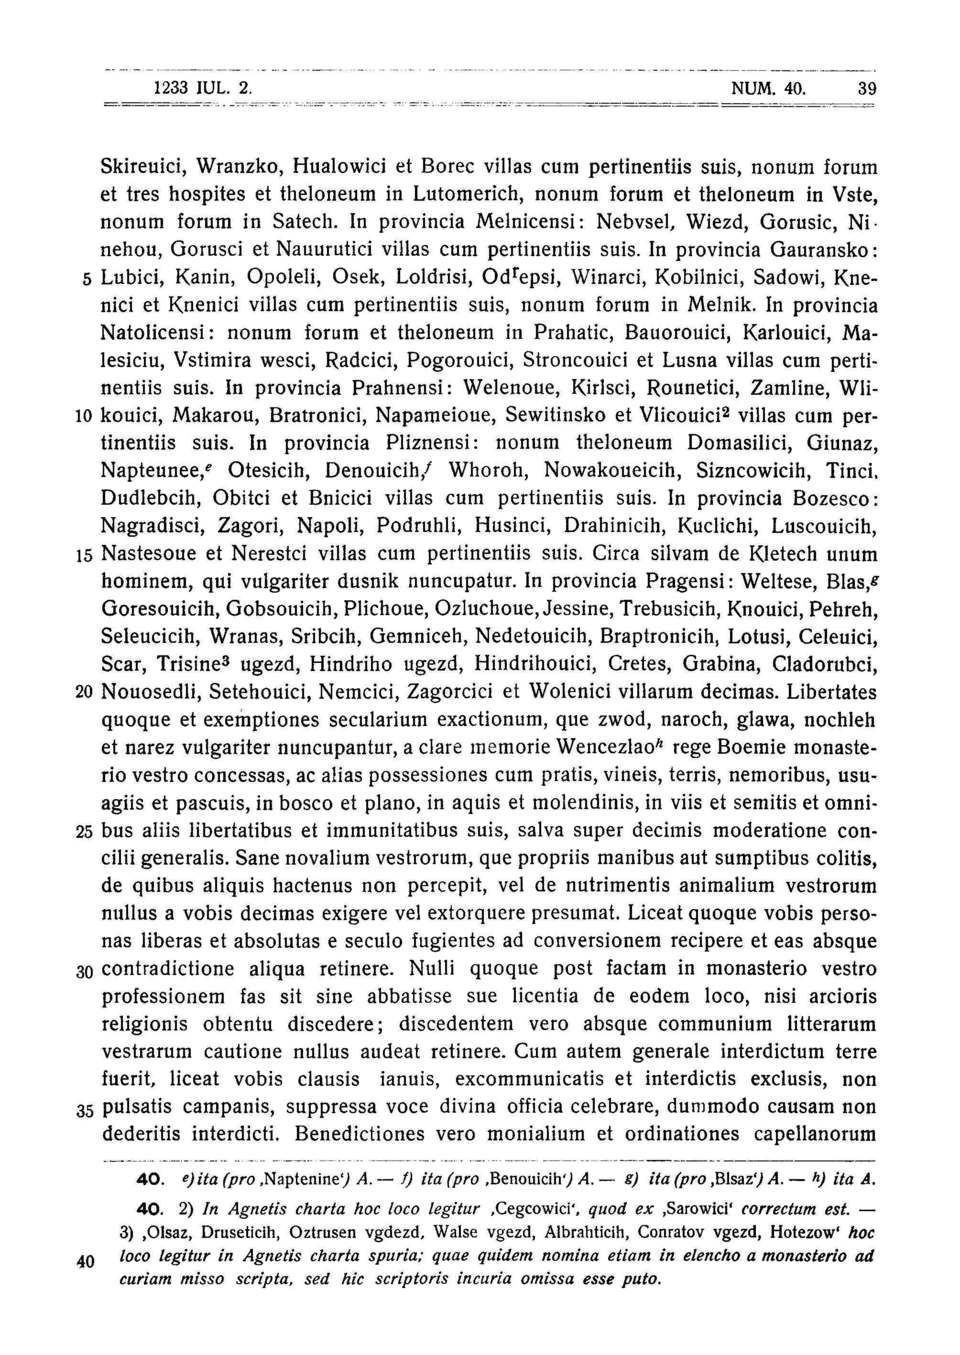 1233 IUL. 2. NUM. 40. 39
Skireuici, Wranzko, Hualowici et Borec villas cum pertinentiis suis, nonum forum
et tres hospites et theloneum in Lutomerich, nonum forum et theloneum in Vste,
nonum forum in Satech. In provincia Melnicensi: Nebvsel, Wiezd, Gorusic, Ni-
nehou, Gorusci et Nauurutici villas cum pertinentiis suis. In provincia Gauransko:
5 Lubici, Kanin, Opoleli, Osek, Loldrisi, Odʳepsi, Winarci, Kobilnici, Sadowi, Kne-
nici et Knenici villas cum pertinentiis suis, nonum forum in Melnik. In provincia
Natolicensi: nonum forum et theloneum in Prahatic, Bauorouici, Karlouici, Ma-
lesiciu, Vstimira wesci, Radcici, Pogorouici, Stroncouici et Lusna villas cum perti-
nentiis suis. In provincia Prahnensi: Welenoue, Kirlsci, Rounetici, Zamline, Wli-
10 kouici, Makarou, Bratronici, Napameioue, Sewitinsko et Vlicouici² villas cum per-
tinentiis suis. In provincia Pliznensi: nonum theloneum Domasilici, Giunaz,
Napteunee,ᵉ Otesicih, Denouicih,ᶠ Whoroh, Nowakoueicih, Sizncowicih, Tinci,
Dudlebcih, Obitci et Bnicici villas cum pertinentiis suis. In provincia Bozesco:
Nagradisci, Zagori, Napoli, Podruhli, Husinci, Drahinicih, Kuclichi, Luscouicih,
15 Nastesoue et Nerestci villas cum pertinentiis suis. Circa silvam de Kletech unum
hominem, qui vulgariter dusnik nuncupatur. In provincia Pragensi: Weltese, Blas,ᵍ
Goresouicih, Gobsouicih, Plichoue, Ozluchoue, Jessine, Trebusicih, Knouici, Pehreh,
Seleucicih, Wranas, Sribcih, Gemniceh, Nedetouicih, Braptronicih, Lotusi, Celeuici,
Scar, Trisine³ ugezd, Hindriho ugezd, Hindrihouici, Cretes, Grabina, Cladorubci,
20 Nouosedli, Setehouici, Nemcici, Zagorcici et Wolenici villarum decimas. Libertates
quoque et exemptiones secularium exactionum, que zwod, naroch, glawa, nochleh
et narez vulgariter nuncupantur, a clare memorie Wencezlaoʰ rege Boemie monaste-
rio vestro concessas, ac alias possessiones cum pratis, vineis, terris, nemoribus, usu-
agiis et pascuis, in bosco et plano, in aquis et molendinis, in viis et semitis et omni-
25 bus aliis libertatibus et immunitatibus suis, salva super decimis moderatione con-
cilii generalis. Sane novalium vestrorum, que propriis manibus aut sumptibus colitis,
de quibus aliquis hactenus non percepit, vel de nutrimentis animalium vestrorum
nullus a vobis decimas exigere vel extorquere presumat. Liceat quoque vobis perso-
nas liberas et absolutas e seculo fugientes ad conversionem recipere et eas absque
30 contradictione aliqua retinere. Nulli quoque post factam in monasterio vestro
professionem fas sit sine abbatisse sue licentia de eodem loco, nisi arcioris
religionis obtentu discedere; discedentem vero absque communium litterarum
vestrarum cautione nullus audeat retinere. Cum autem generale interdictum terre
fuerit, liceat vobis clausis ianuis, excommunicatis et interdictis exclusis, non
35 pulsatis campanis, suppressa voce divina officia celebrare, dummodo causam non
dederitis interdicti. Benedictiones vero monialium et ordinationes capellanorum
40. e) ita (pro ‚Naptenine‘) A. — f) ita (pro ‚Benouicih‘) A. — g) ita (pro ‚Blsaz‘) A. — h) ita A.
40. 2) In Agnetis charta hoc loco legitur ‚Cegcowici‘, quod ex ‚Sarowici‘ correctum est. —
3) ‚Olsaz, Druseticih, Oztrusen vgdezd, Walse vgezd, Albrahticih, Conratov vgezd, Hotezow‘ hoc
40 loco legitur in Agnetis charta spuria; quae quidem nomina etiam in elencho a monasterio ad
curiam misso scripta, sed hic scriptoris incuria omissa esse puto.